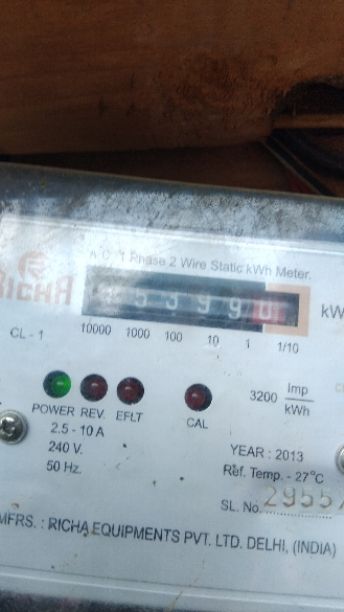 A.C. 1 Phase 2 Wire Static kWh Meter.
RICHA
5399
CL - 1
10000 1000 100 10 1 1/10
3200 Imp
kWh
POWER REV. EFLT
CAL
2.5 - 10 A
240 V.
50 Hz.
YEAR : 2013
Ref. Temp. - 27°C
SL. No. 2955
MFRS. : RICHA EQUIPMENTS PVT. LTD. DELHI, (INDIA)